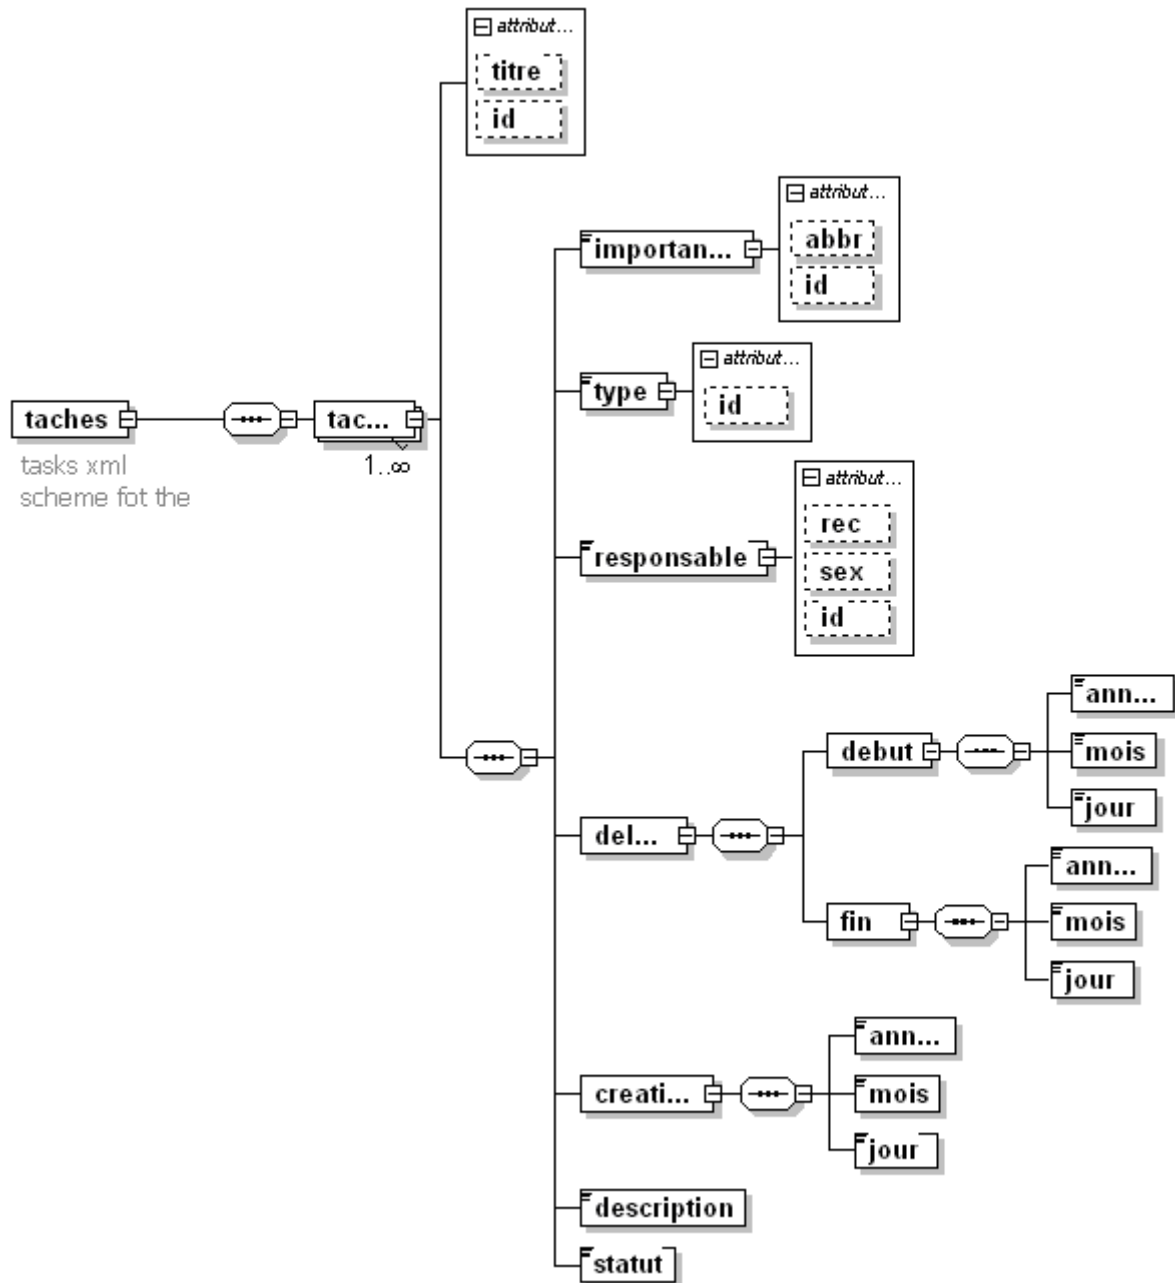 attribut...
titre
id
attribut...
abbr
importan...
id
attribut...
type
id
taches
tac...
1..∞
tasks xml
scheme fot the
attribut...
rec
responsable
sex
id
ann...
debut
mois
jour
del...
ann...
fin
mois
jour
ann...
creati...
mois
jour
description
statut